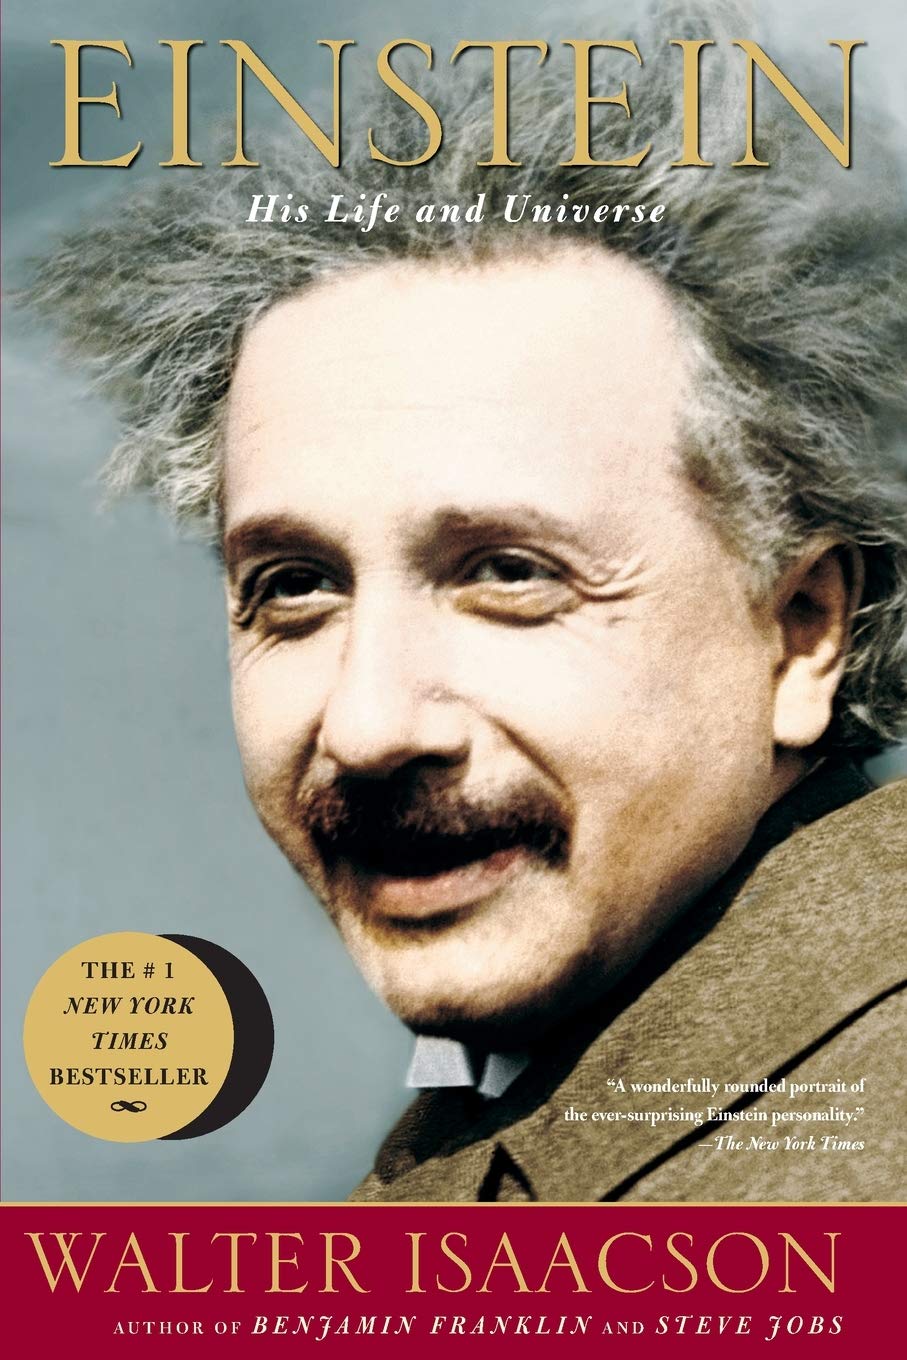 EINSTEIN
His Life and Universe
THE # 1
NEW YORK
TIMES
BESTSELLER
“A wonderfully rounded portrait of
the ever-surprising Einstein personality.”
—The New York Times
WALTER ISAACSON
AUTHOR OF BENJAMIN FRANKLIN AND STEVE JOBS